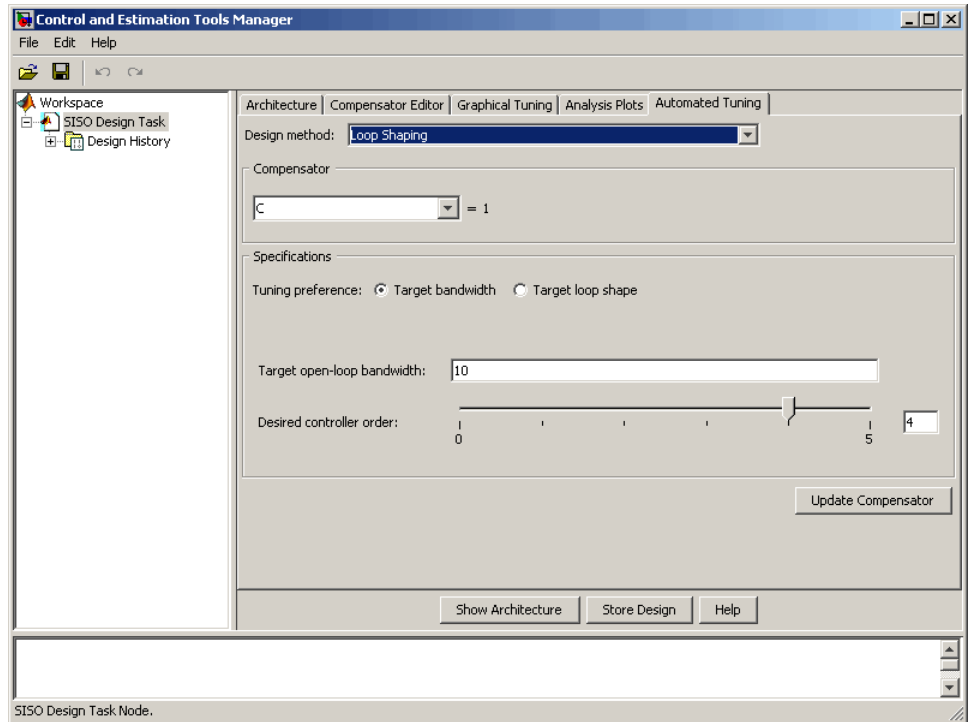 Control and Estimation Tools Manager
File Edit Help
Workspace
SISO Design Task
Design History
Architecture Compensator Editor Graphical Tuning Analysis Plots Automated Tuning
Design method: Loop Shaping
Compensator
C = 1
Specifications
Tuning preference: Target bandwidth Target loop shape
Target open-loop bandwidth: 10
Desired controller order: 4
0 5
Update Compensator
Show Architecture Store Design Help
SISO Design Task Node.